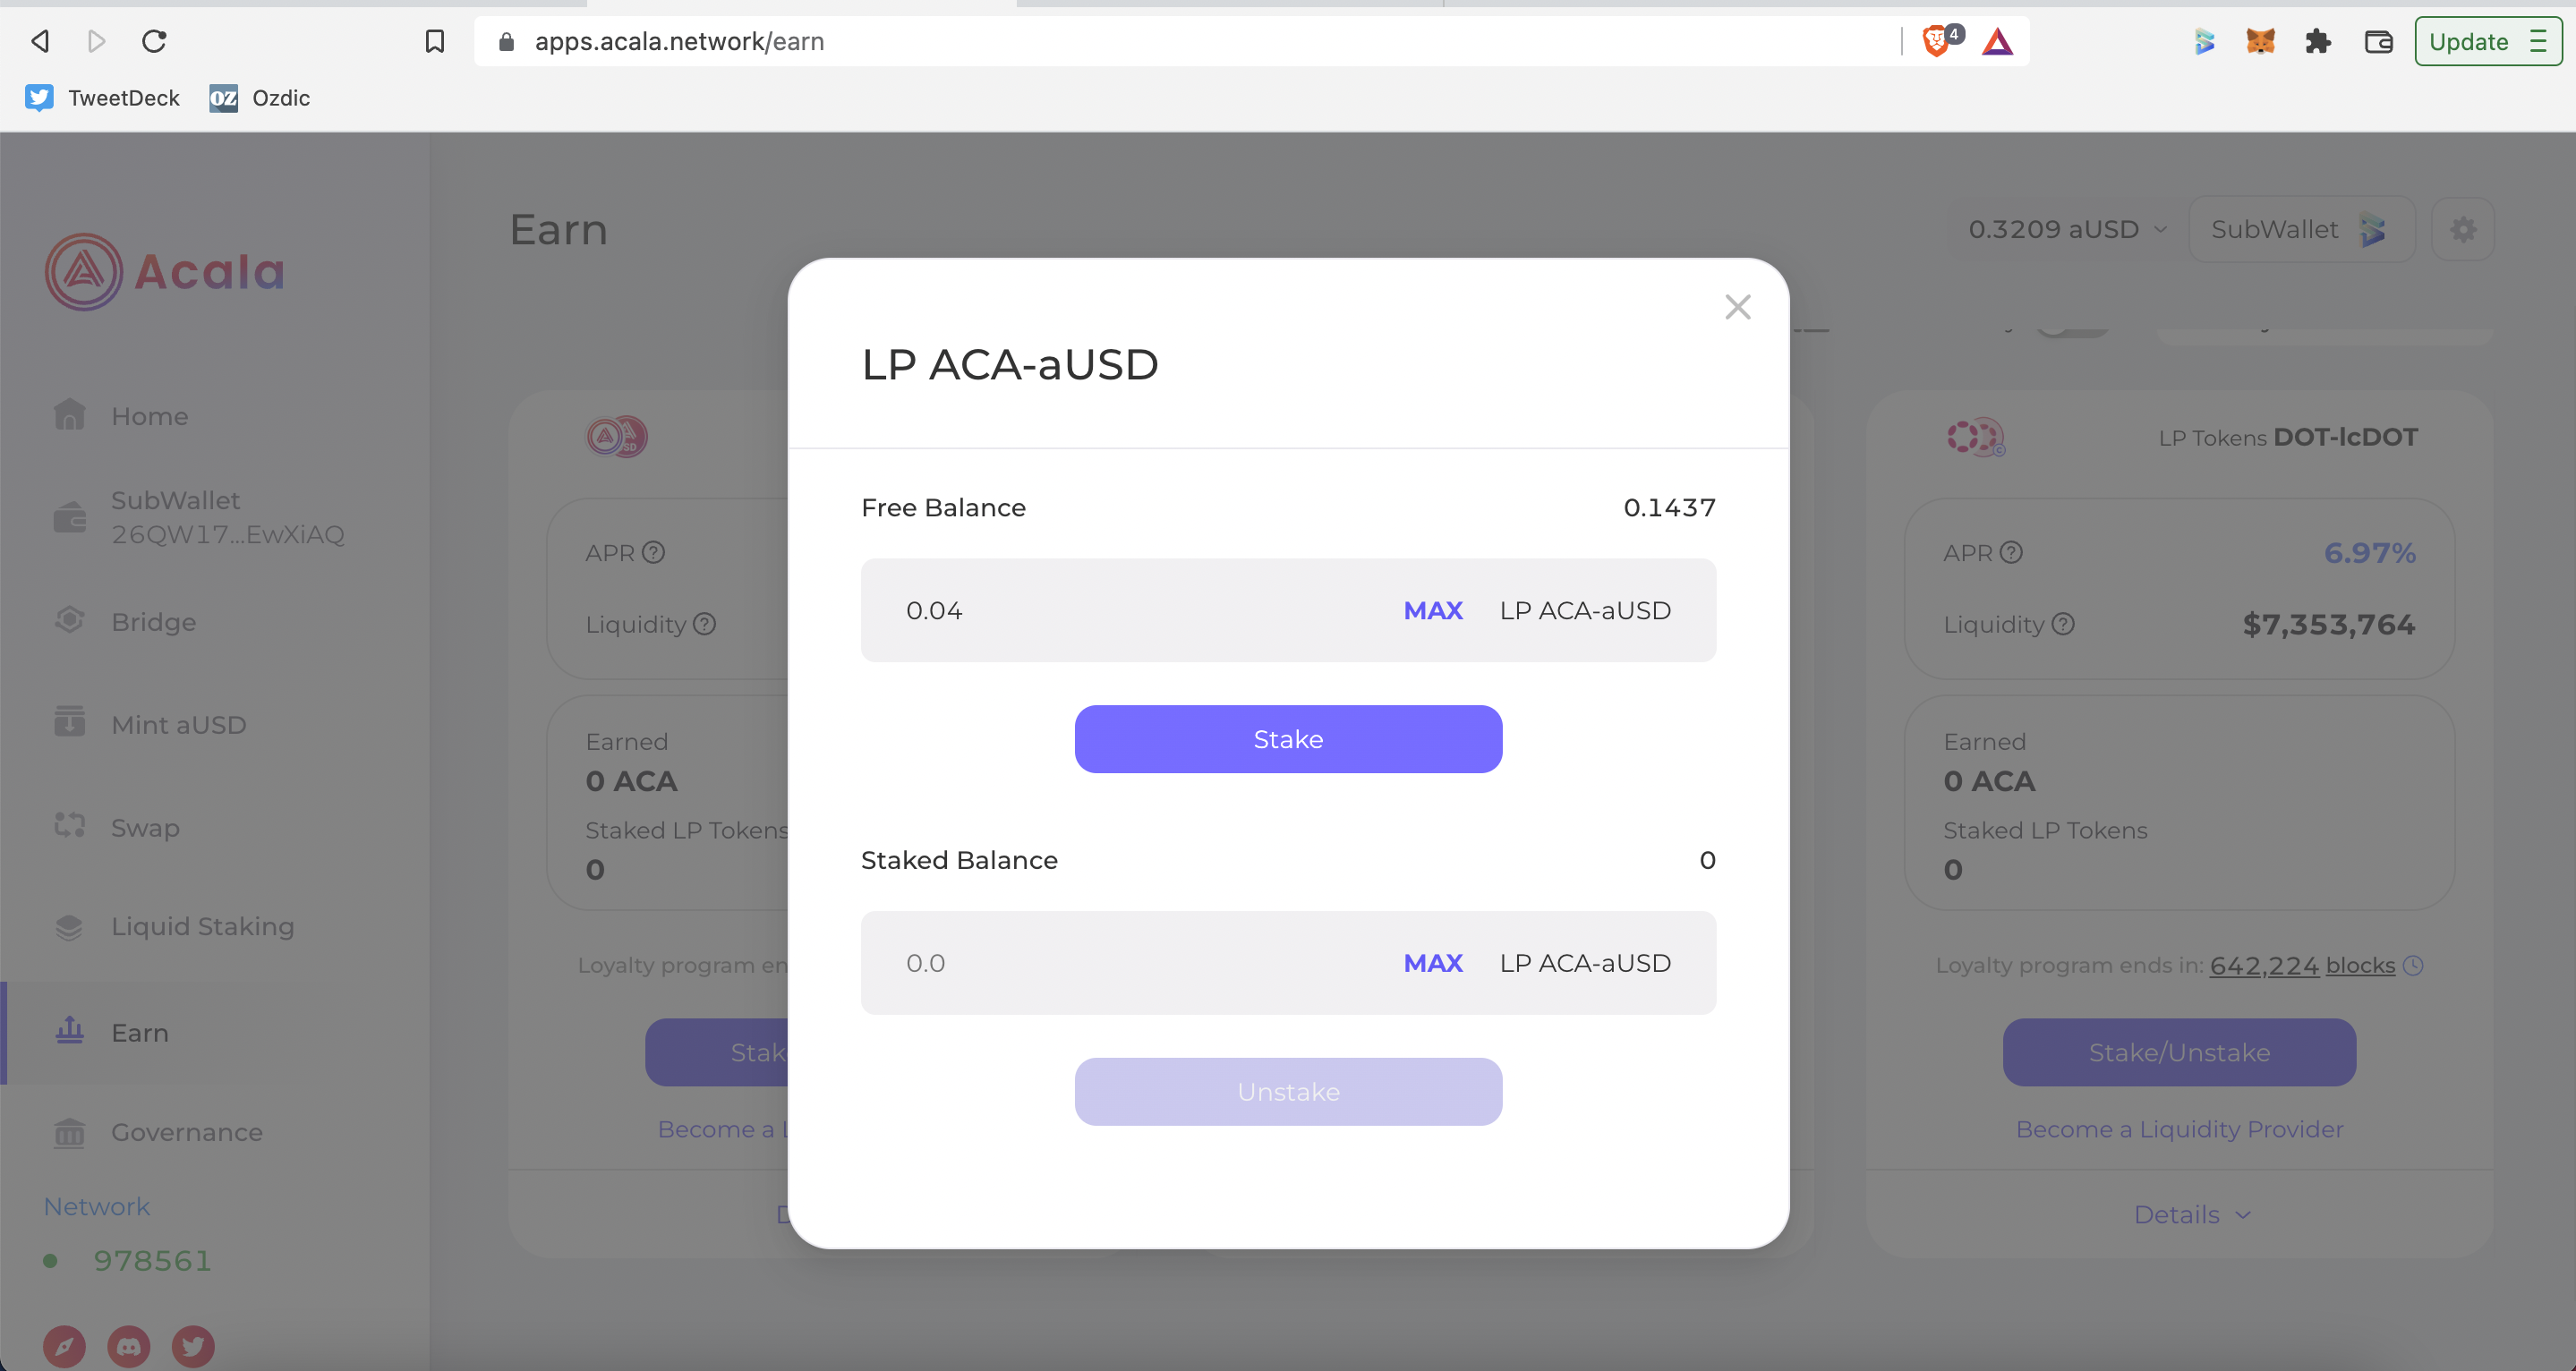 apps.acala.network/earn
4
Update
TweetDeck
OZ
Ozdic
Acala
Earn
0.3209 aUSD
SubWallet
Home
SubWallet
26QW17...EwXiAQ
Bridge
Mint aUSD
Swap
Liquid Staking
Earn
Governance
Network
978561
APR ?
Liquidity ?
Earned
0 ACA
Staked LP Tokens
0
Loyalty program
Become a
LP ACA-aUSD
Free Balance 0.1437
0.04 MAX LP ACA-aUSD
Stake
Staked Balance 0
0.0 MAX LP ACA-aUSD
Unstake
LP Tokens DOT-lcDOT
APR ? 6.97%
Liquidity ? $7,353,764
Earned
0 ACA
Staked LP Tokens
0
Loyalty program ends in: 642,224 blocks
Stake/Unstake
Become a Liquidity Provider
Details